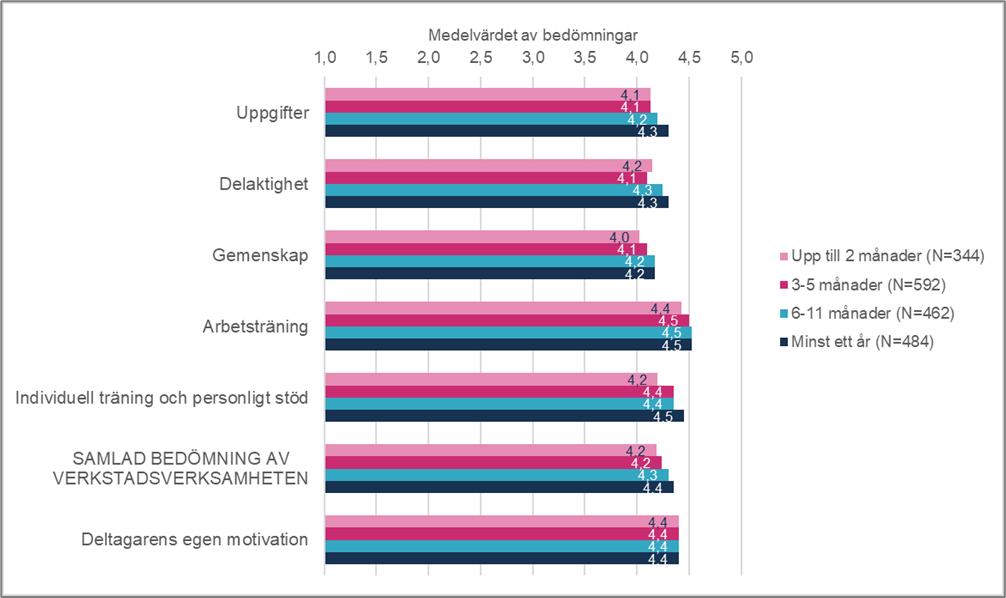 Medelvärdet av bedömningar
1,0 1,5 2,0 2,5 3,0 3,5 4,0 4,5 5,0
Uppgifter
4,1
4,1
4,2
4,3
Delaktighet
4,2
4,1
4,3
4,3
Gemenskap
4,0
4,1
4,2
4,2
Arbetsträning
4,4
4,5
4,5
4,5
Individuell träning och personligt stöd
4,2
4,4
4,4
4,5
SAMLAD BEDÖMNING AV
VERKSTADSVERKSAMHETEN
4,2
4,2
4,3
4,4
Deltagarens egen motivation
4,4
4,4
4,4
4,4
Upp till 2 månader (N=344)
3-5 månader (N=592)
6-11 månader (N=462)
Minst ett år (N=484)